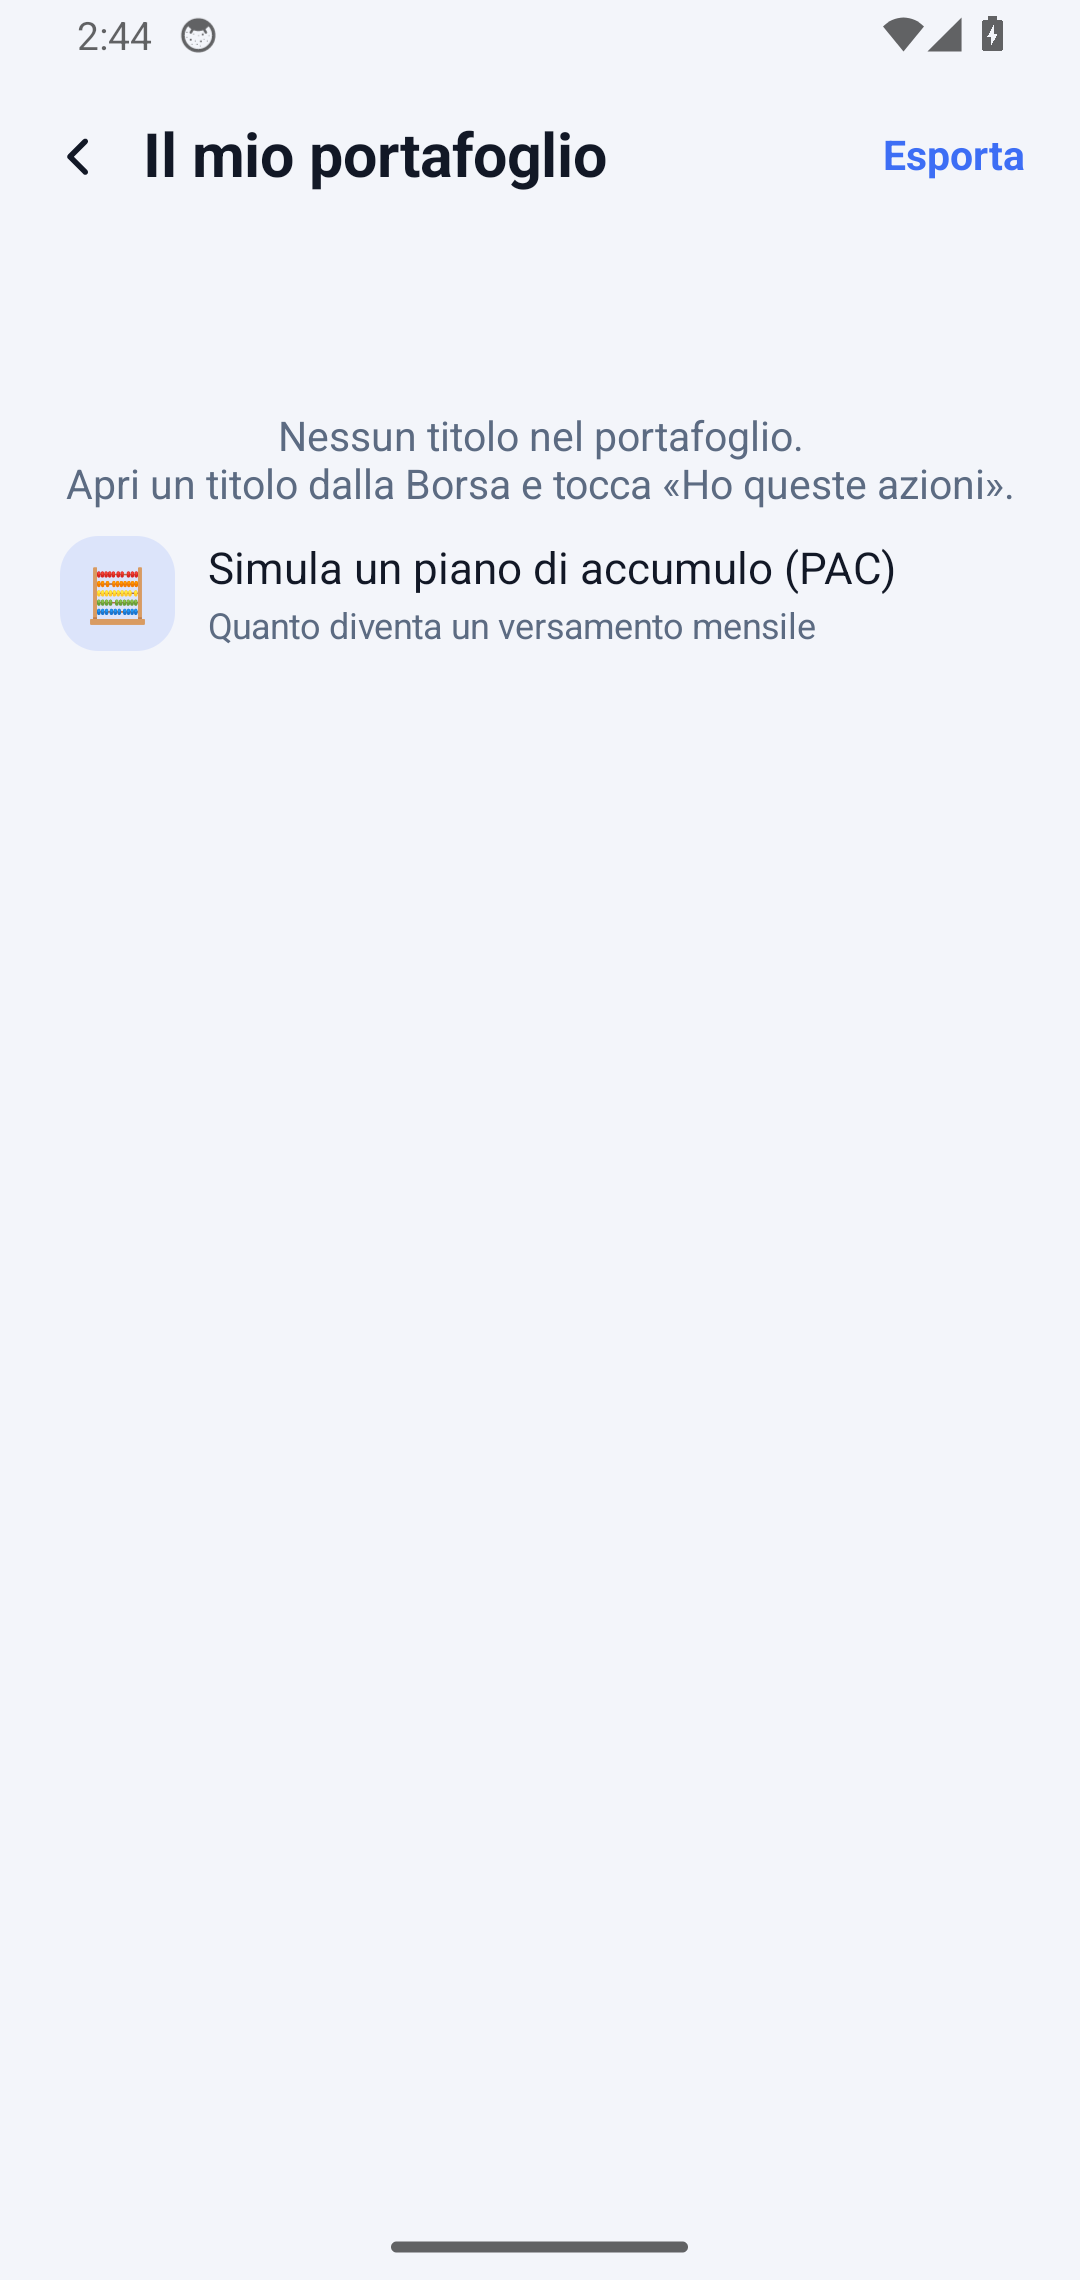 2:44
Il mio portafoglio
Esporta
Nessun titolo nel portafoglio.
Apri un titolo dalla Borsa e tocca «Ho queste azioni».
Simula un piano di accumulo (PAC)
Quanto diventa un versamento mensile